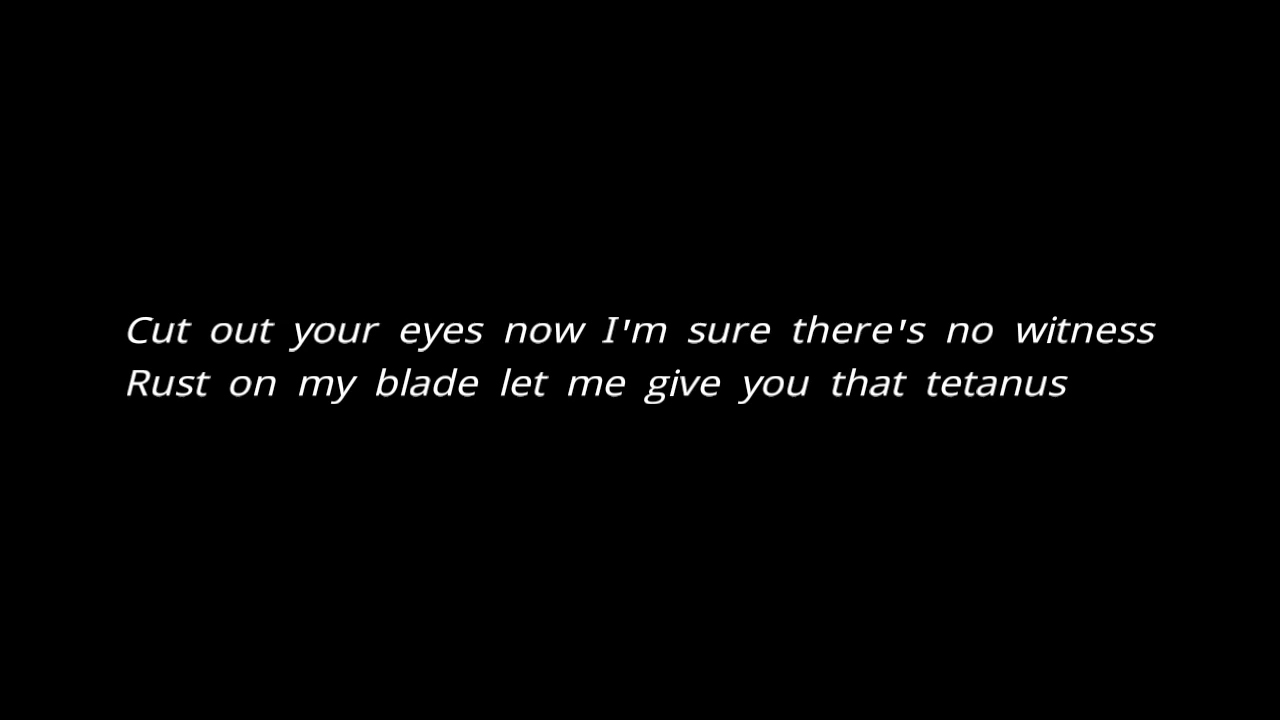 Cut out your eyes now I'm sure there's no witness
Rust on my blade let me give you that tetanus